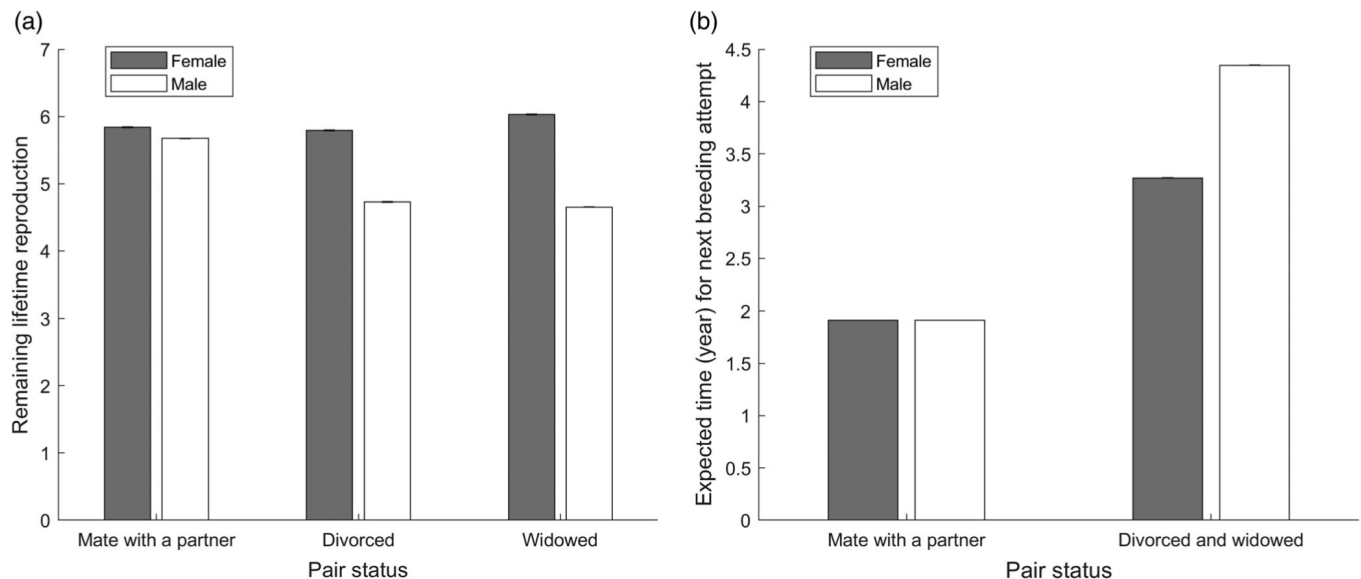 (a)
Remaining lifetime reproduction
7
6
5
4
3
2
1
0
Female
Male
Mate with a partner
Divorced
Widowed
Pair status
(b)
Expected time (year) for next breeding attempt
4.5
4
3.5
3
2.5
2
1.5
1
0.5
0
Female
Male
Mate with a partner
Divorced and widowed
Pair status